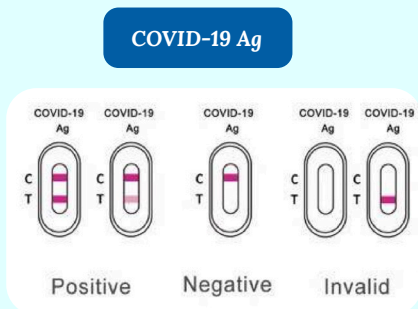 COVID-19 Ag
COVID-19 COVID-19 COVID-19 COVID-19 COVID-19
Ag Ag Ag Ag Ag
C C C C C
T T T T T
Positive Negative Invalid